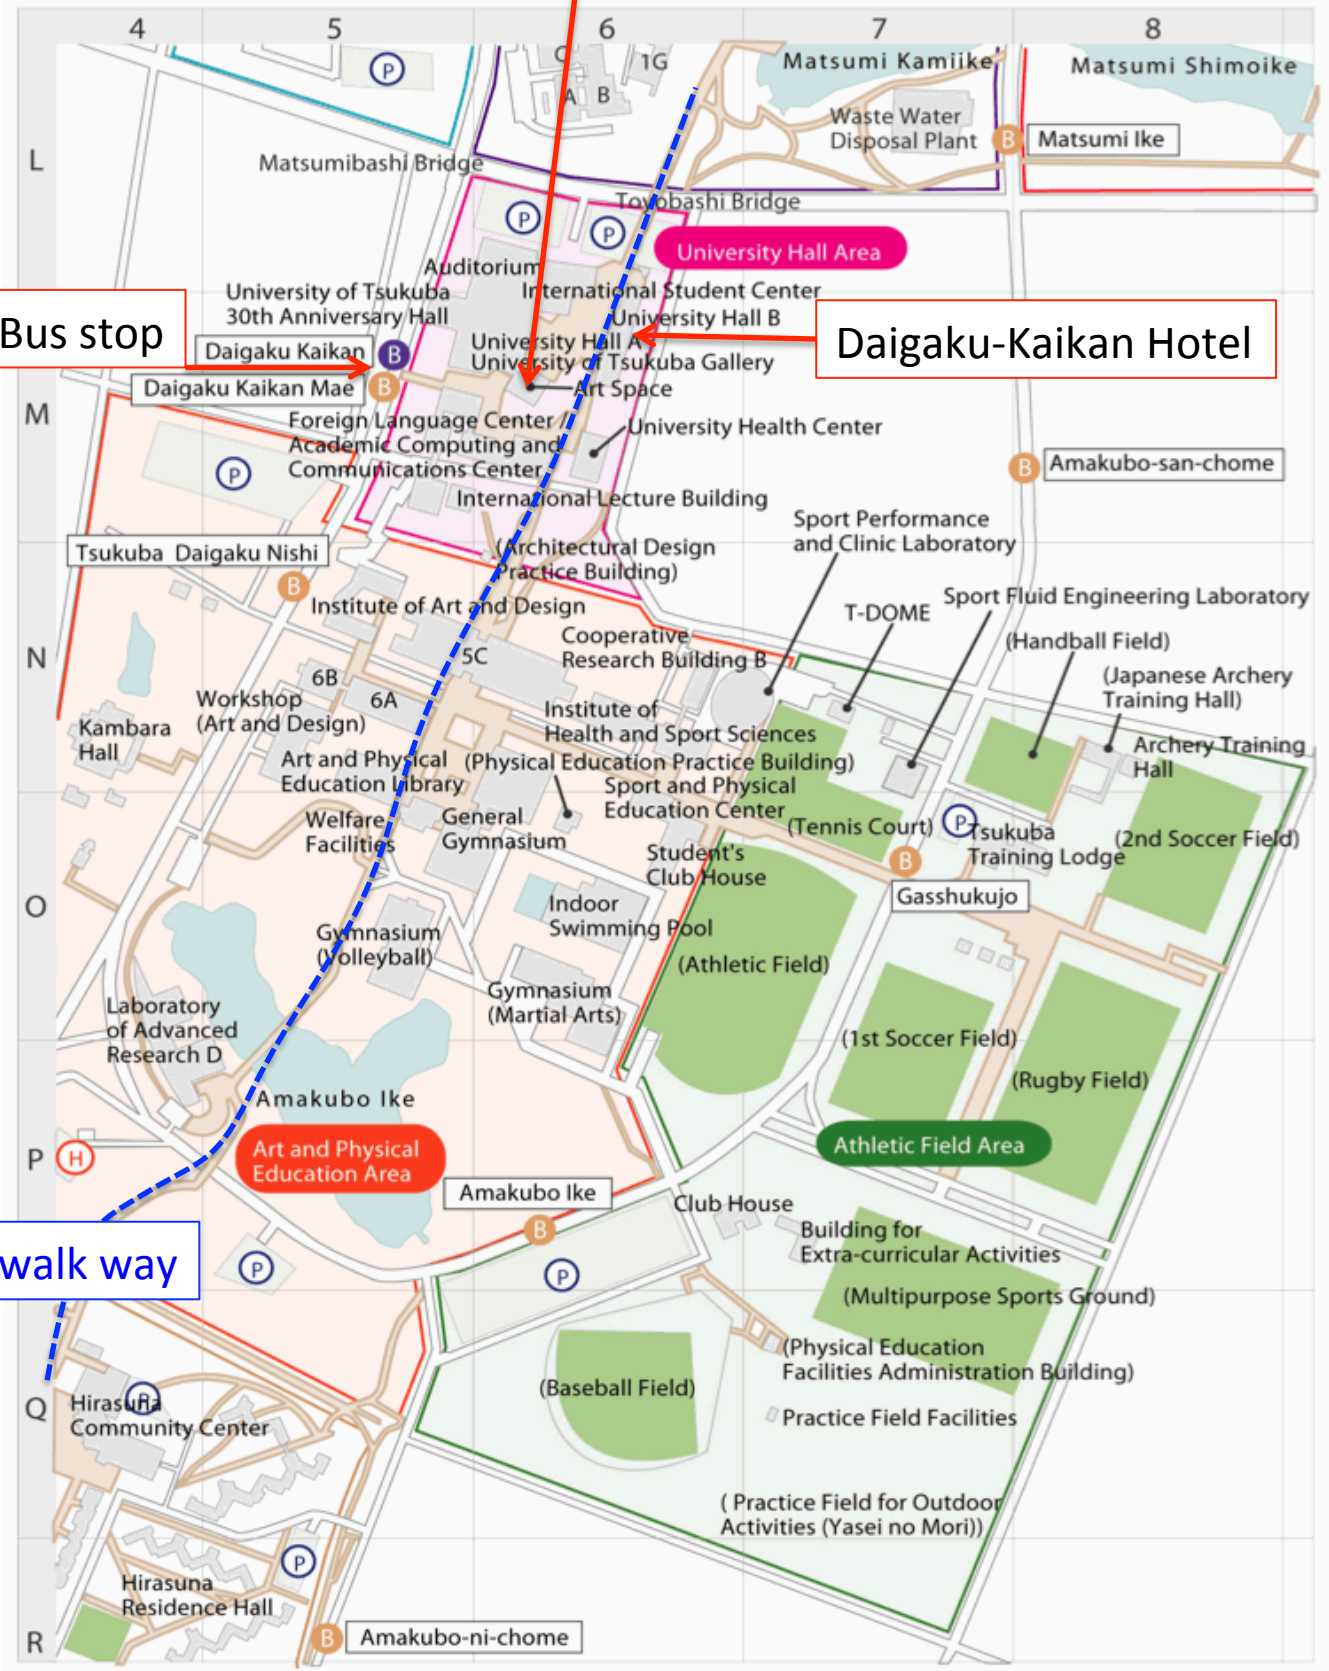 4 5 6 7 8
P
C
1G
A B
Matsumi Kamiike
Matsumi Shimoike
Waste Water
Disposal Plant
B
Matsumi Ike
L
Matsumibashi Bridge
Toyobashi Bridge
P
P
University Hall Area
Auditorium
International Student Center
University of Tsukuba
30th Anniversary Hall
University Hall B
Bus stop
Daigaku Kaikan
B
University Hall A
University of Tsukuba Gallery
Daigaku-Kaikan Hotel
Daigaku Kaikan Mae
B
Art Space
M
Foreign Language Center /
Academic Computing and
Communications Center
University Health Center
P
B
Amakubo-san-chome
International Lecture Building
Sport Performance
and Clinic Laboratory
Tsukuba Daigaku Nishi
B
(Architectural Design
Practice Building)
Institute of Art and Design
T-DOME
Sport Fluid Engineering Laboratory
(Handball Field)
N
Cooperative
Research Building B
5C
6B
6A
(Japanese Archery
Training Hall)
Workshop
(Art and Design)
Kambara
Hall
Institute of
Health and Sport Sciences
Archery Training
Hall
Art and Physical
Education Library
(Physical Education Practice Building)
Sport and Physical
Education Center
Welfare
Facilities
General
Gymnasium
(Tennis Court)
P
Tsukuba
Training Lodge
(2nd Soccer Field)
Student's
Club House
B
Gasshukujo
O
Indoor
Swimming Pool
Gymnasium
(Volleyball)
(Athletic Field)
Gymnasium
(Martial Arts)
Laboratory
of Advanced
Research D
(1st Soccer Field)
(Rugby Field)
Amakubo Ike
P
H
Art and Physical
Education Area
Athletic Field Area
Amakubo Ike
B
Club House
Building for
Extra-curricular Activities
walk way
P
P
(Multipurpose Sports Ground)
(Physical Education
Facilities Administration Building)
Q
P
Hirasuna
Community Center
(Baseball Field)
Practice Field Facilities
( Practice Field for Outdoor
Activities (Yasei no Mori))
P
Hirasuna
Residence Hall
R
B
Amakubo-ni-chome